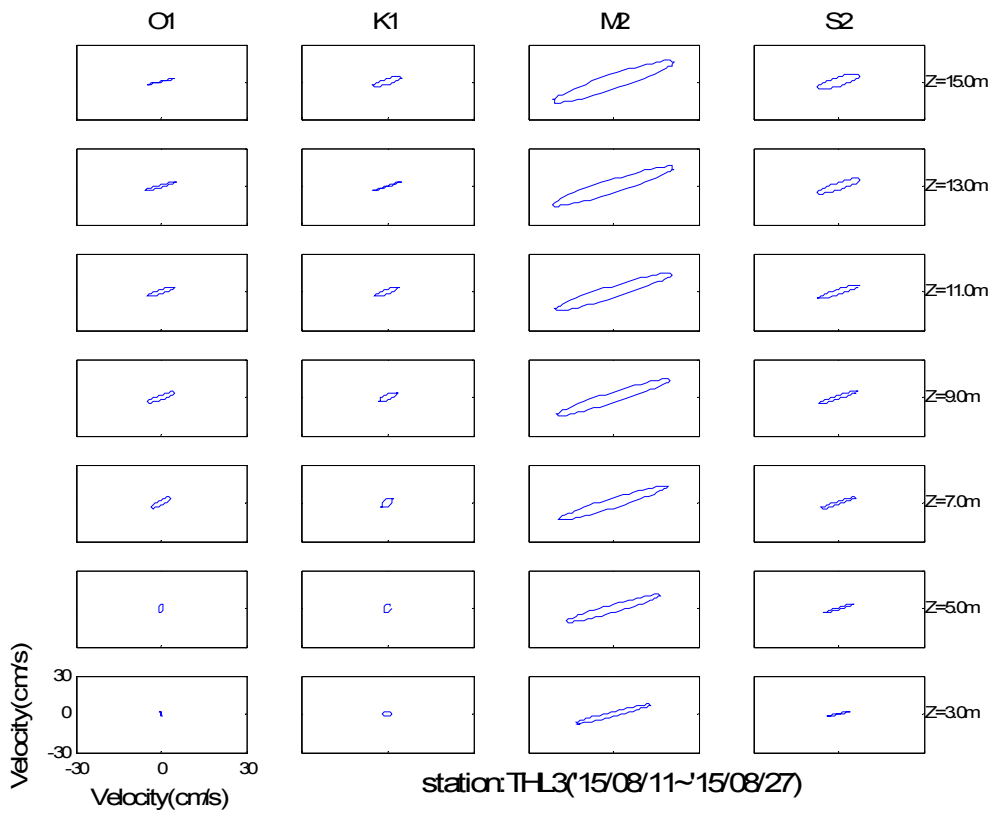 O1 K1 M2 S2
Z=15.0m
Z=13.0m
Z=11.0m
Z=9.0m
Z=7.0m
Z=5.0m
Z=3.0m
Velocity(cm/s)
30
0
-30
-30 0 30
Velocity(cm/s)
station:THL3('15/08/11~'15/08/27)